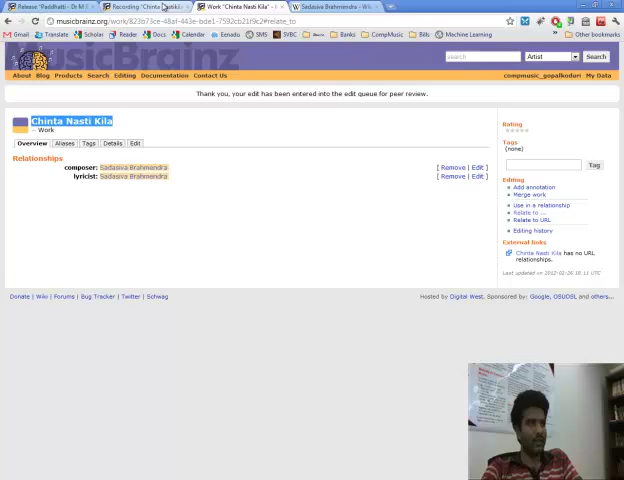 Release "Paddhatti - Dr M
Recording "Chinta
Work "Chinta Nasti Kila" -
Sadasiva Brahmendra - Wi
musicbrainz.org/work/823b73ce-48af-443e-bde1-7592cb21f9c2#relate_to
Gmail Translate Reader Docs Calendar Eenadu SMS SVBC Banks CompMusic Bills Machine Learning Other bookmarks
MusicBrainz
search Artist Search
About Blog Products Search Editing Documentation Contact Us compmusic_gopalkoduri My Data
Thank you, your edit has been entered into the edit queue for peer review.
Chinta Nasti Kila
~ Work
Overview Aliases Tags Details Edit
Relationships
composer: Sadasiva Brahmendra [ Remove | Edit ]
lyricist: Sadasiva Brahmendra [ Remove | Edit ]
Rating
Tags
(none)
Tag
Editing
Add annotation
Merge work
Use in a relationship
Relate to ...
Relate to URL
Editing history
External links
Chinta Nasti Kila has no URL
relationships.
Last updated on 2012-02-26 18:11 UTC
Donate | Wiki | Forums | Bug Tracker | Twitter | Schwag Hosted by Digital West. Sponsored by: Google, OSUOSL and others...